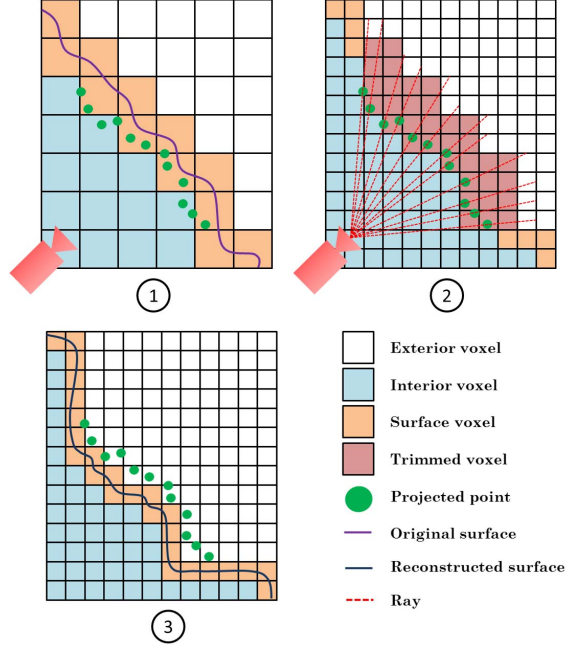 1
2
3
Exterior voxel
Interior voxel
Surface voxel
Trimmed voxel
Projected point
Original surface
Reconstructed surface
Ray